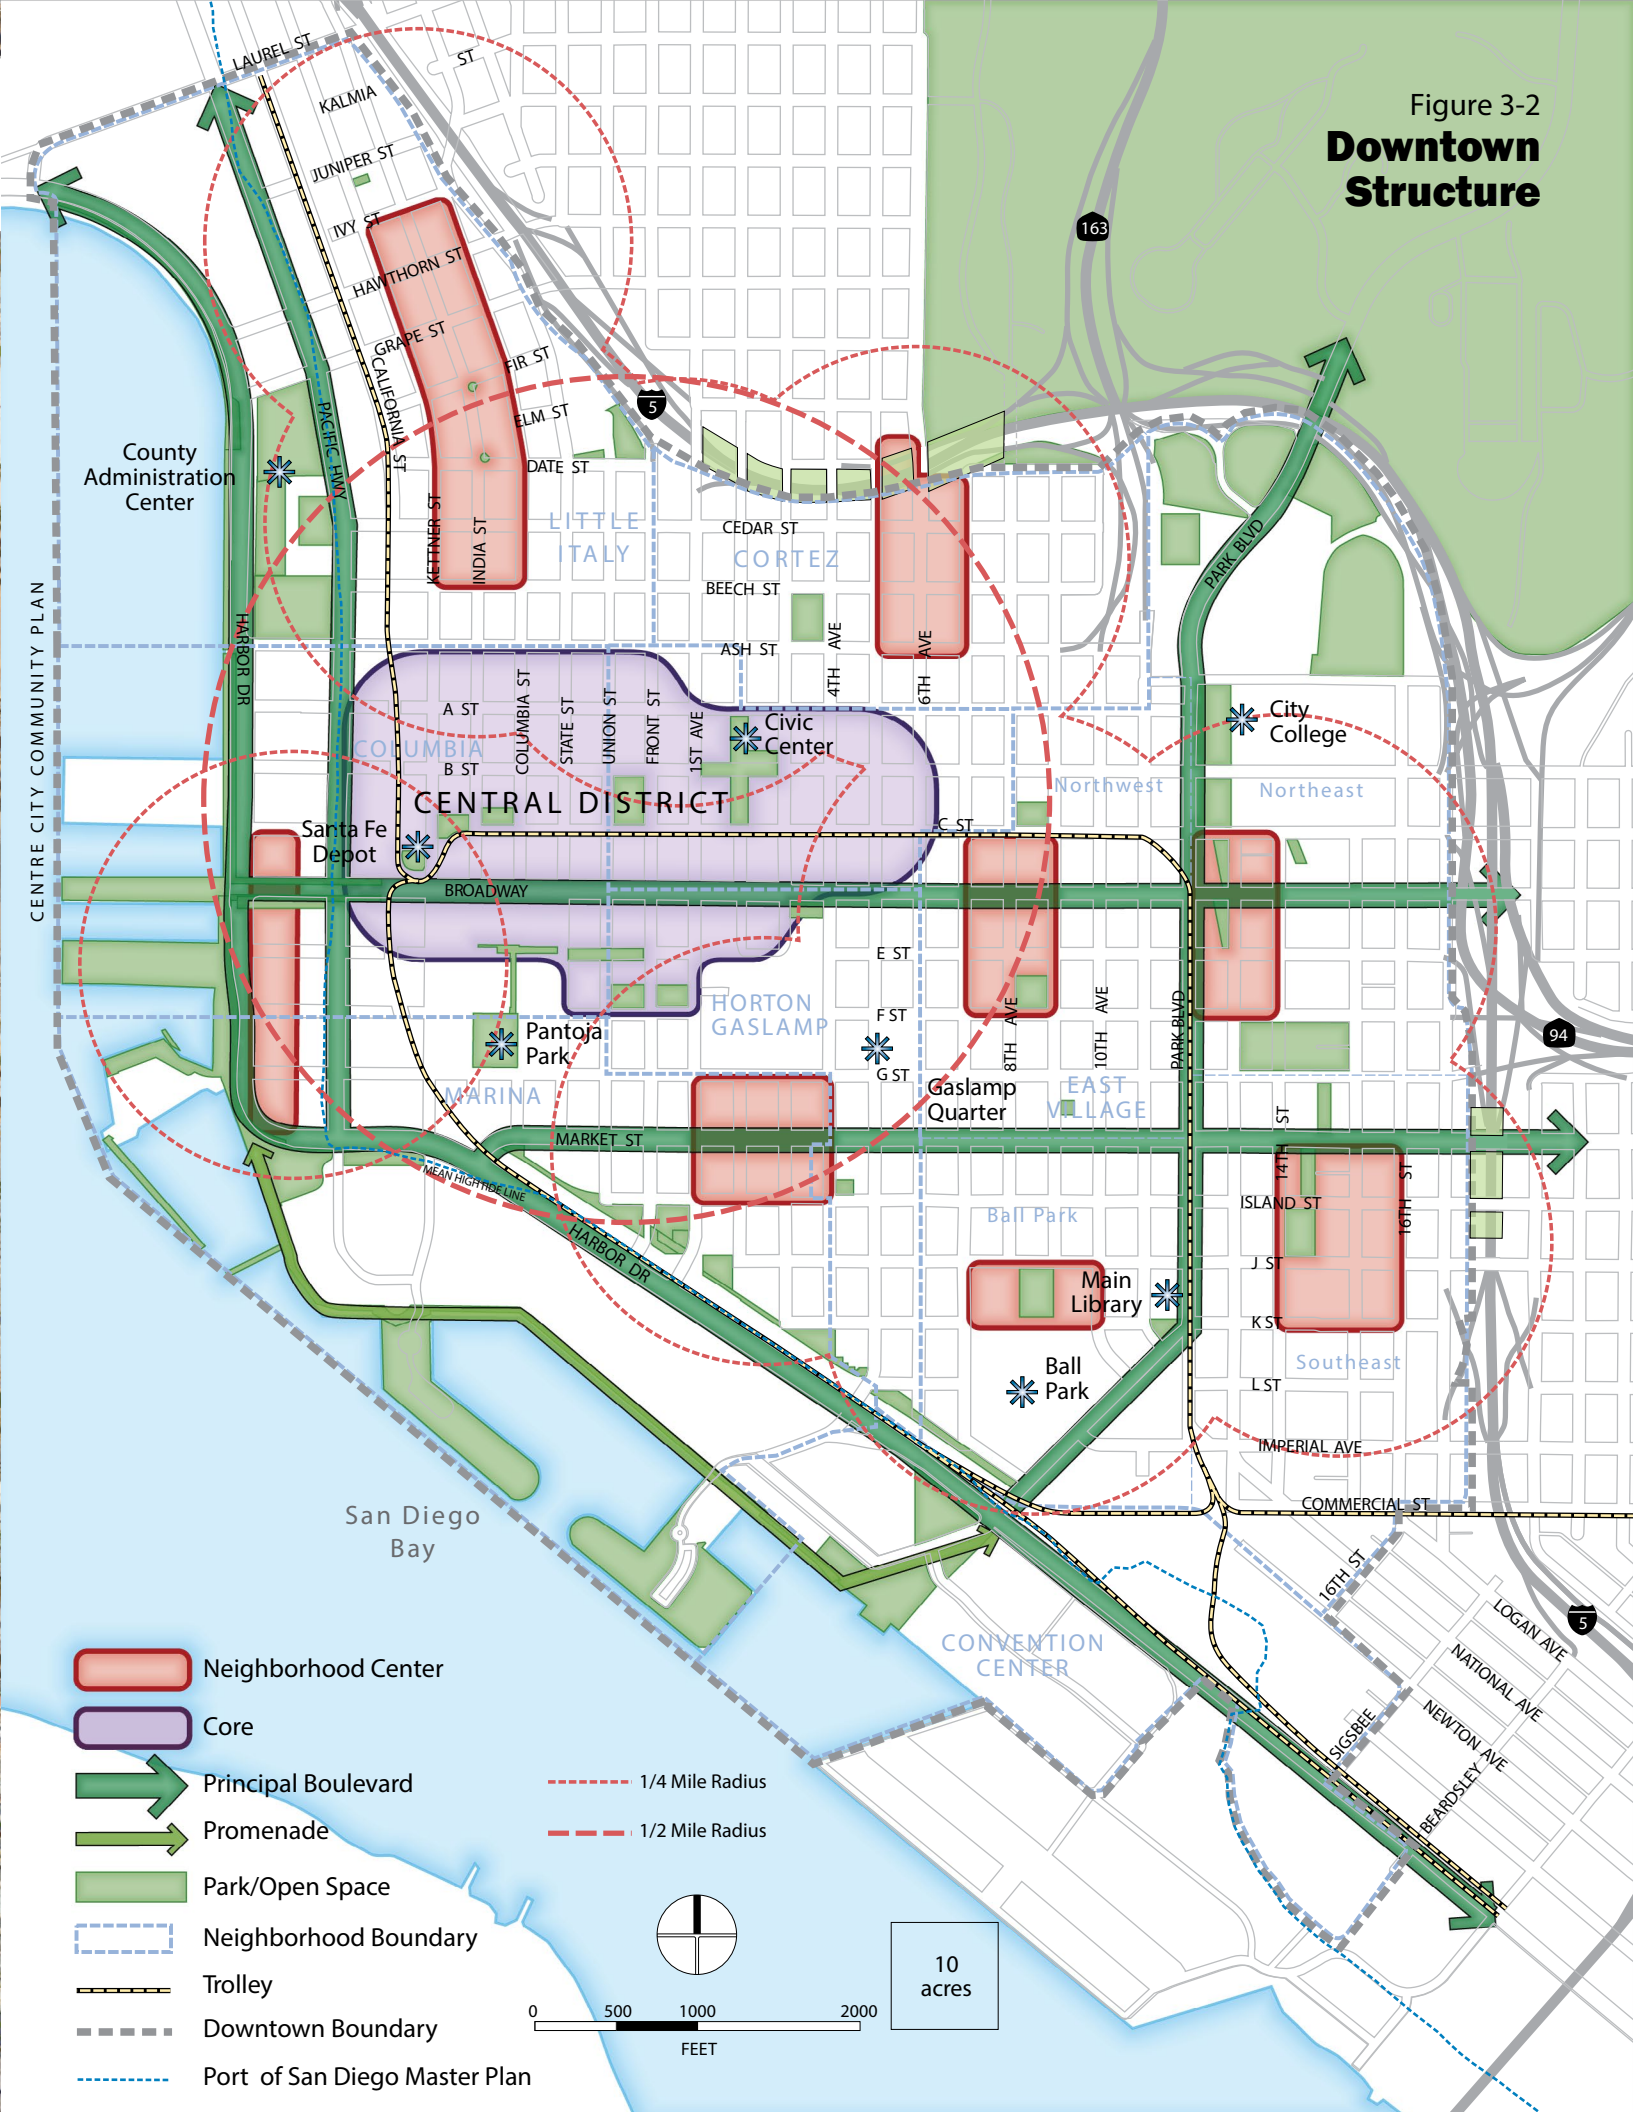 Figure 3-2
Downtown
Structure
LAUREL ST
ST
KALMIA
JUNIPER ST
IVY ST
HAWTHORN ST
GRAPE ST
FIR ST
ELM ST
DATE ST
CALIFORNIA ST
PACIFIC HWY
KETTNER ST
INDIA ST
163
5
County
Administration
Center
LITTLE
ITALY
CEDAR ST
CORTEZ
BEECH ST
ASH ST
4TH AVE
6TH AVE
PARK BLVD
CENTRE CITY COMMUNITY PLAN
HARBOR DR
A ST
COLUMBIA
B ST
COLUMBIA ST
STATE ST
UNION ST
FRONT ST
1ST AVE
Civic
Center
City
College
CENTRAL DISTRICT
Northwest
Northeast
Santa Fe
Depot
C ST
BROADWAY
E ST
HORTON
GASLAMP
F ST
8TH AVE
10TH AVE
PARK BLVD
94
Pantoja
Park
G ST
Gaslamp
Quarter
EAST
VILLAGE
MARINA
MARKET ST
14TH ST
16TH ST
MEAN HIGH TIDE LINE
HARBOR DR
ISLAND ST
Ball Park
J ST
Main
Library
K ST
Southeast
Ball
Park
L ST
IMPERIAL AVE
COMMERCIAL ST
San Diego
Bay
16TH ST
LOGAN AVE
5
NATIONAL AVE
NEWTON AVE
SIGSBEE
BEARDSLEY
CONVENTION
CENTER
Neighborhood Center
Core
Principal Boulevard
Promenade
Park/Open Space
Neighborhood Boundary
Trolley
Downtown Boundary
Port of San Diego Master Plan
1/4 Mile Radius
1/2 Mile Radius
0 500 1000 2000
FEET
10
acres